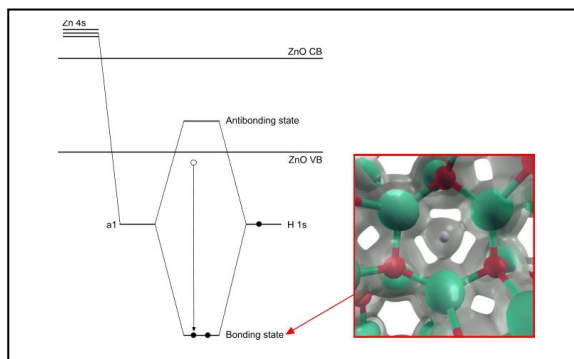 Zn 4s
ZnO CB
Antibonding state
ZnO VB
a1
H 1s
Bonding state